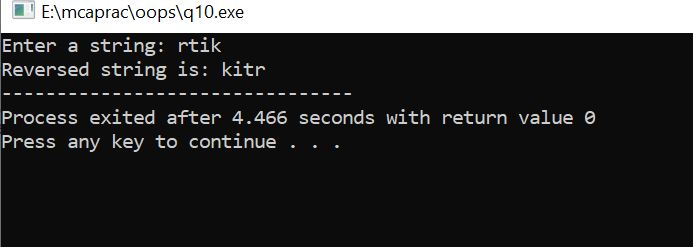 E:\mcaprac\oops\q10.exe
Enter a string: rtik
Reversed string is: kitr
--------------------------------
Process exited after 4.466 seconds with return value 0
Press any key to continue . . .